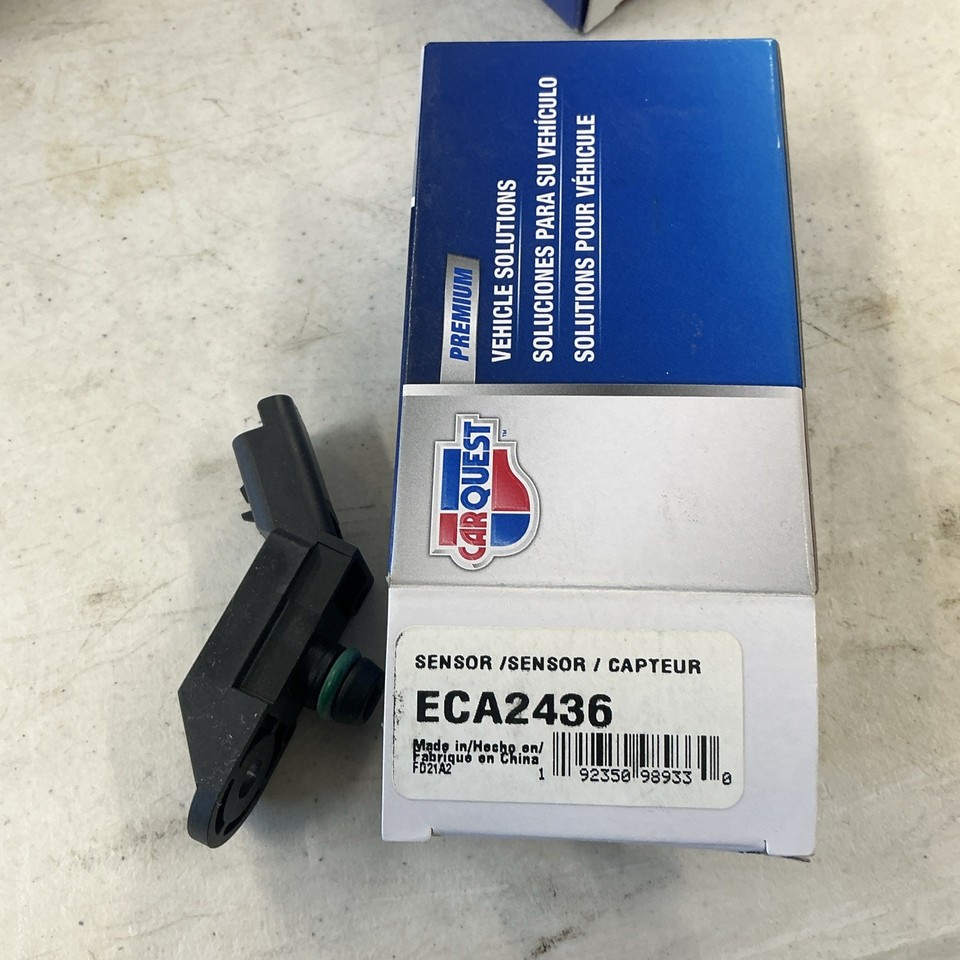 PREMIUM
VEHICLE SOLUTIONS
SOLUCIONES PARA SU VEHÍCULO
SOLUTIONS POUR VÉHICULE
CARQUEST™
SENSOR /SENSOR / CAPTEUR
ECA2436
Made in/Hecho en/
Fabriqué en China
FD21A2
1 92350 98933 0